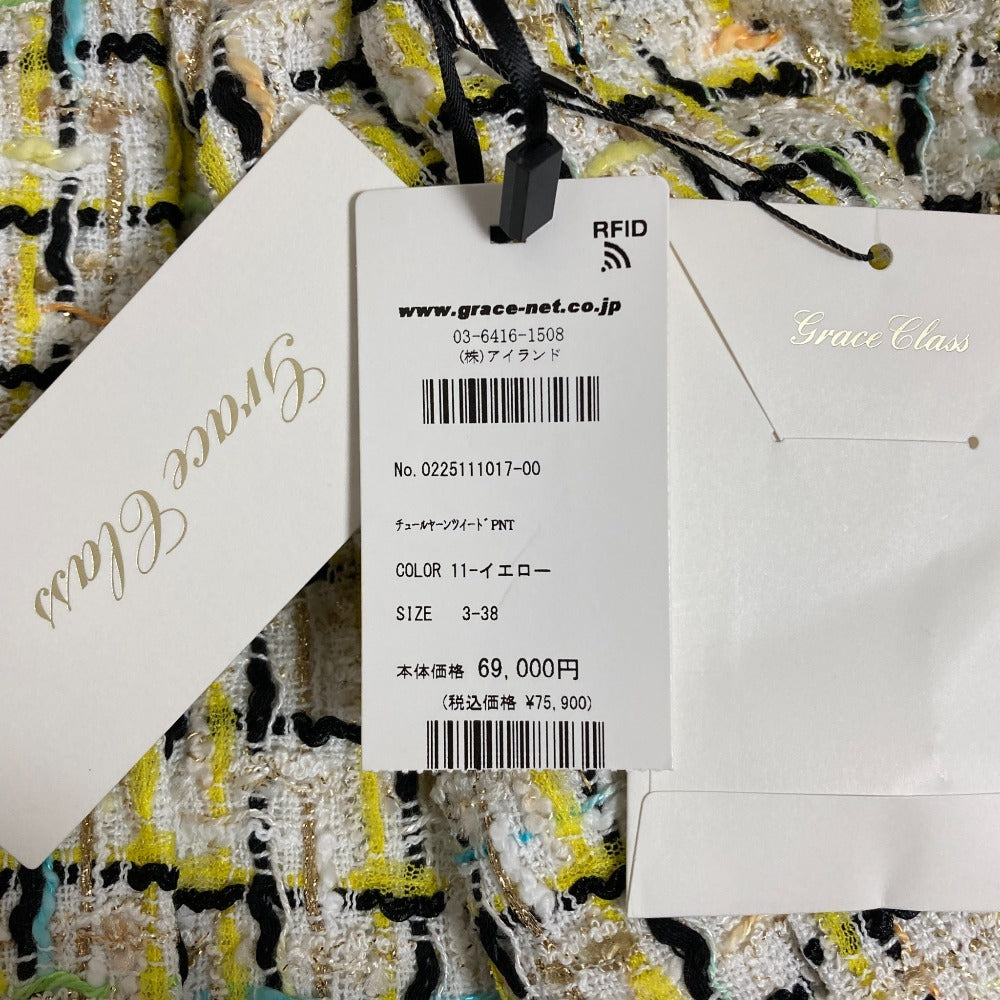 Grace Class
RFID
www.grace-net.co.jp
03-6416-1508
(株)アイランド
No. 0225111017-00
チュールヤーンツイードPNT
COLOR 11-イエロー
SIZE 3-38
本体価格 69,000円
(税込価格 ¥75,900)
Grace Class